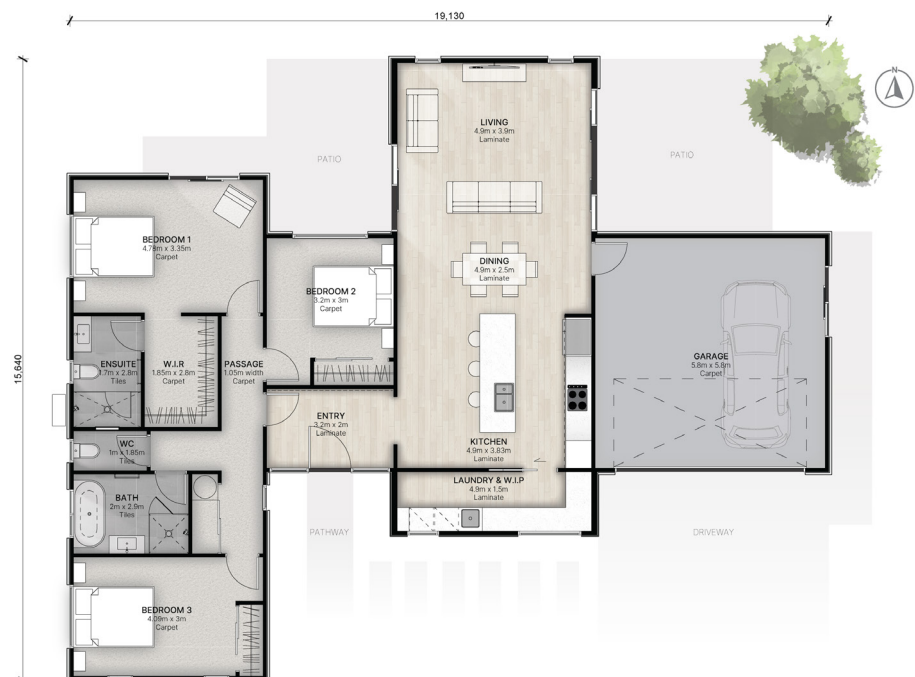 19,130
N
15,640
LIVING
4.9m x 3.9m
Laminate
PATIO
PATIO
BEDROOM 1
4.78m x 3.35m
Carpet
DINING
4.9m x 2.5m
Laminate
BEDROOM 2
3.2m x 3m
Carpet
ENSUITE
1.7m x 2.8m
Tiles
W.I.R
1.85m x 2.8m
Carpet
PASSAGE
1.05m width
Carpet
GARAGE
5.8m x 5.8m
Carpet
ENTRY
3.2m x 2m
Laminate
KITCHEN
4.9m x 3.83m
Laminate
WC
1m x 1.85m
Tiles
LAUNDRY & W.I.P
4.9m x 1.5m
Laminate
BATH
2m x 2.9m
Tiles
PATHWAY
DRIVEWAY
BEDROOM 3
4.09m x 3m
Carpet